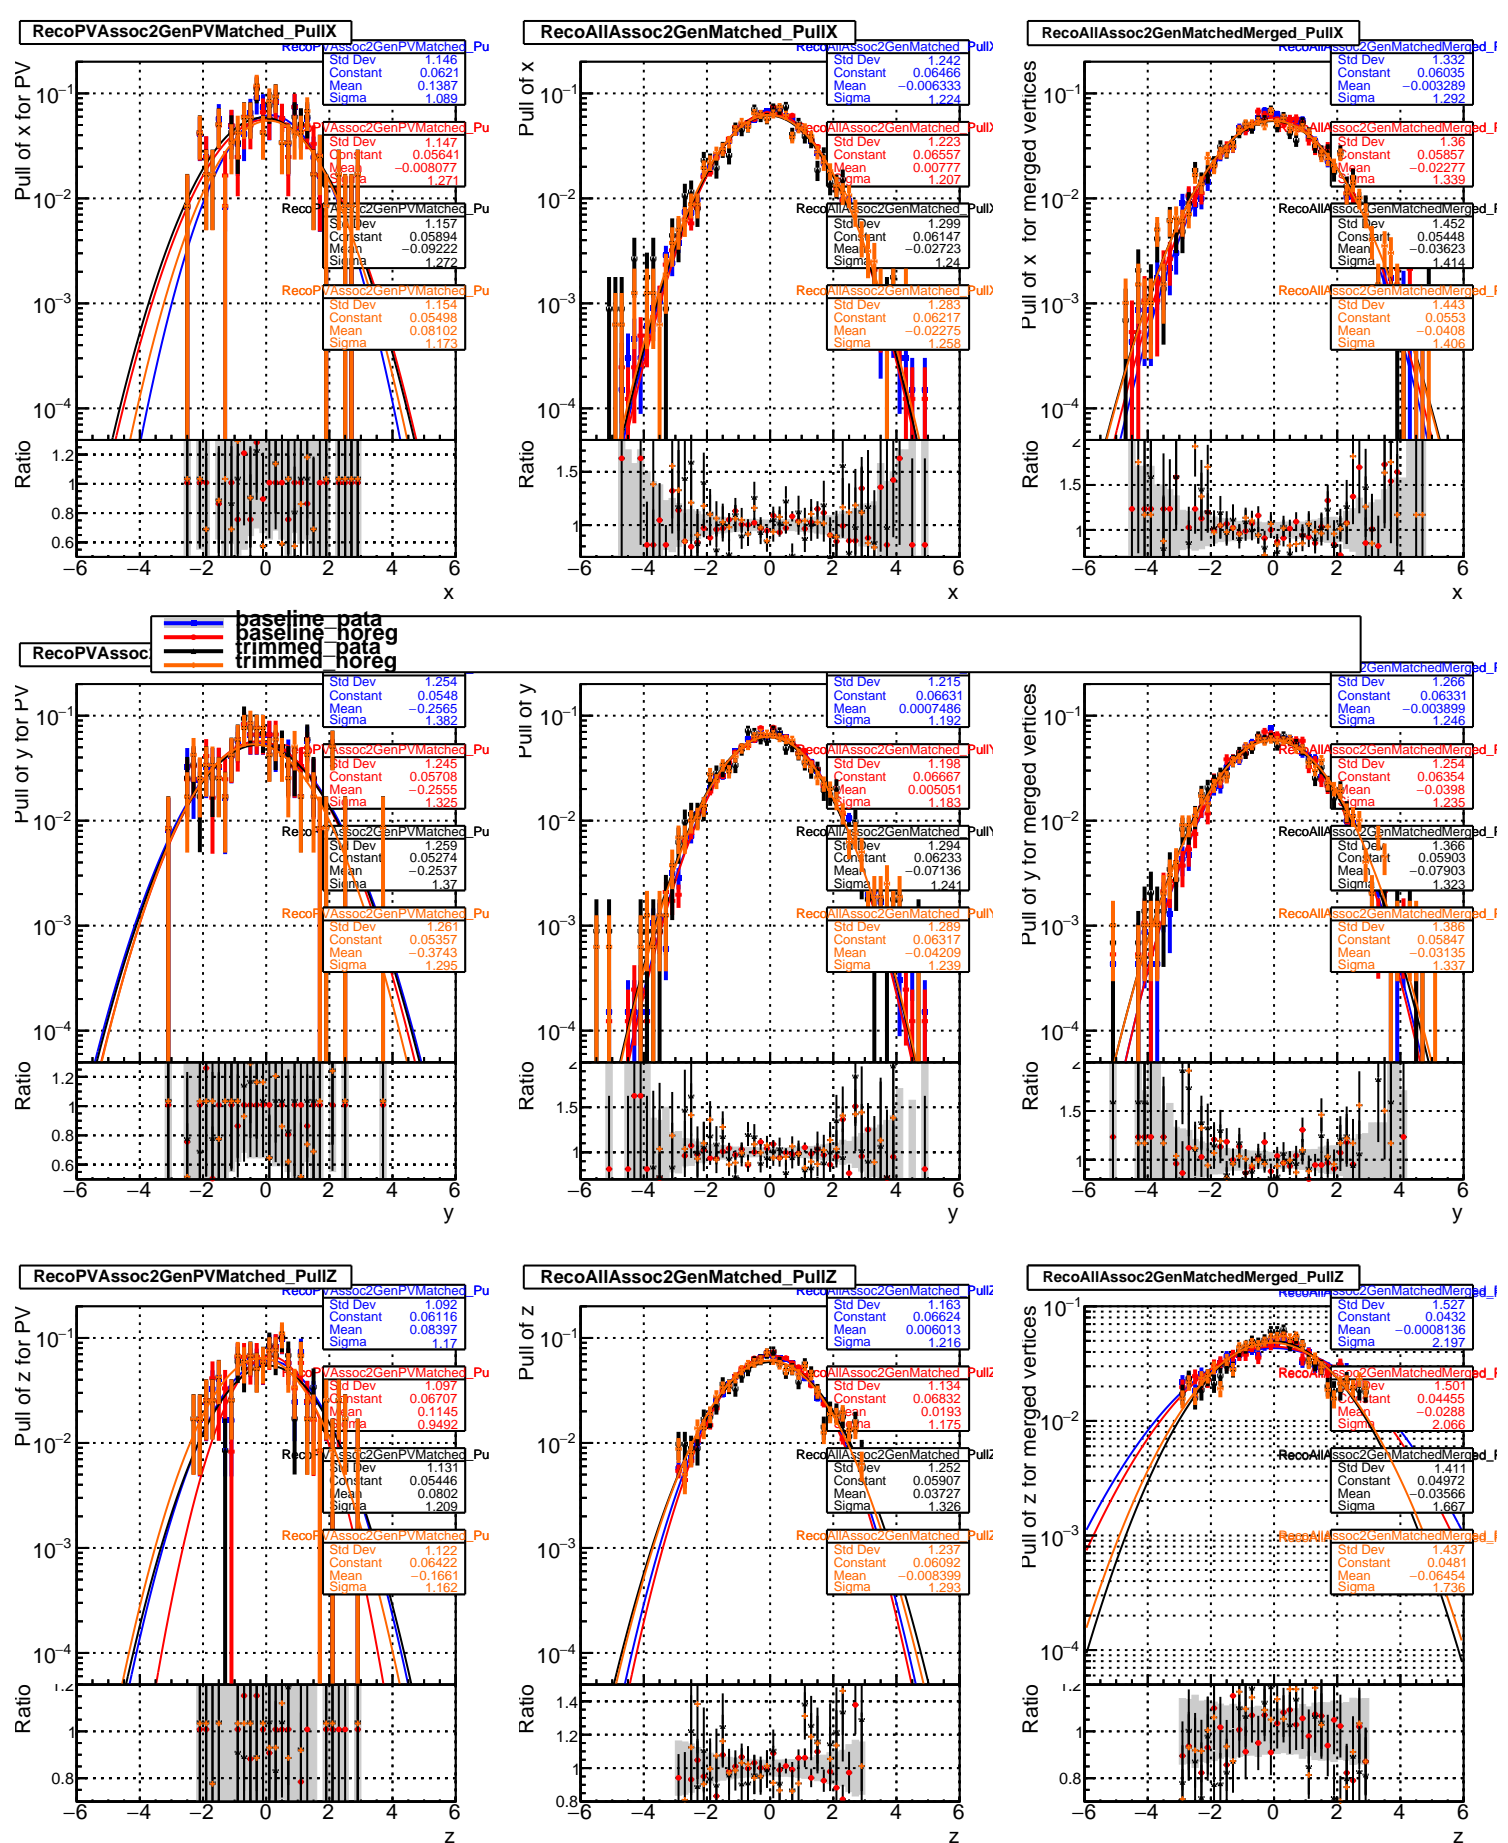 RecoPVAssoc2GenPVMatched_PullX
RecoPVAssoc2GenPVMatched_Pu
Std Dev 1.146
Constant 0.0621
Mean 0.1387
Sigma 1.089
Std Dev 1.147
Constant 0.05641
Mean −0.008077
Sigma 1.271
RecoPVAssoc2GenPVMatched_Pu
Std Dev 1.157
Constant 0.05894
Mean −0.09222
Sigma 1.272
RecoPVAssoc2GenPVMatched_Pu
Std Dev 1.154
Constant 0.05498
Mean 0.08102
Sigma 1.173
Pull of x for PV
Ratio
x
RecoAllAssoc2GenMatched_PullX
RecoAllAssoc2GenMatched_PullX
Std Dev 1.242
Constant 0.06466
Mean −0.006333
Sigma 1.224
RecoAllAssoc2GenMatched_PullX
Std Dev 1.223
Constant 0.06557
Mean 0.00777
Sigma 1.207
RecoAllAssoc2GenMatched_PullX
Std Dev 1.299
Constant 0.06147
Mean −0.02723
Sigma 1.24
RecoAllAssoc2GenMatched_PullX
Std Dev 1.283
Constant 0.06217
Mean −0.02275
Sigma 1.258
Pull of x
Ratio
x
RecoAllAssoc2GenMatchedMerged_PullX
Std Dev 1.332
Constant 0.06035
Mean −0.003289
Sigma 1.292
Std Dev 1.36
Constant 0.05857
Mean −0.02277
Sigma 1.339
Std Dev 1.452
Constant 0.05448
Mean −0.03623
Sigma 1.414
Std Dev 1.443
Constant 0.0553
Mean −0.0408
Sigma 1.406
Pull of x for merged vertices
Ratio
x
baseline_pata
baseline_noreg
trimmed_pata
trimmed_noreg
RecoPVAssoc
Std Dev 1.254
Constant 0.0548
Mean −0.2565
Sigma 1.382
Std Dev 1.245
Constant 0.05708
Mean −0.2555
Sigma 1.325
Std Dev 1.259
Constant 0.05274
Mean −0.2537
Sigma 1.37
Std Dev 1.261
Constant 0.05357
Mean −0.3743
Sigma 1.295
Pull of y for PV
Ratio
y
Std Dev 1.215
Constant 0.06631
Mean 0.0007486
Sigma 1.192
Std Dev 1.198
Constant 0.06667
Mean 0.005051
Sigma 1.183
Std Dev 1.294
Constant 0.06233
Mean −0.07136
Sigma 1.241
Std Dev 1.289
Constant 0.06317
Mean −0.04209
Sigma 1.239
Pull of y
Ratio
y
Std Dev 1.266
Constant 0.06331
Mean −0.003899
Sigma 1.246
Std Dev 1.254
Constant 0.06354
Mean −0.0398
Sigma 1.235
Std Dev 1.366
Constant 0.05903
Mean −0.07903
Sigma 1.323
Std Dev 1.386
Constant 0.05847
Mean −0.03135
Sigma 1.337
Pull of y for merged vertices
Ratio
y
RecoPVAssoc2GenPVMatched_PullZ
Std Dev 1.092
Constant 0.06116
Mean 0.08397
Sigma 1.17
Std Dev 1.097
Constant 0.06707
Mean 0.1145
Sigma 0.9492
Std Dev 1.131
Constant 0.05446
Mean 0.0802
Sigma 1.209
Std Dev 1.122
Constant 0.06422
Mean −0.1661
Sigma 1.162
Pull of z for PV
Ratio
z
RecoAllAssoc2GenMatched_PullZ
Std Dev 1.163
Constant 0.06624
Mean 0.006013
Sigma 1.216
Std Dev 1.134
Constant 0.06832
Mean 0.0193
Sigma 1.175
Std Dev 1.252
Constant 0.05907
Mean 0.03727
Sigma 1.326
Std Dev 1.237
Constant 0.06092
Mean −0.008399
Sigma 1.293
Pull of z
Ratio
z
RecoAllAssoc2GenMatchedMerged_PullZ
Std Dev 1.527
Constant 0.0432
Mean −0.0008136
Sigma 2.197
Std Dev 1.501
Constant 0.04455
Mean −0.0288
Sigma 2.066
Std Dev 1.411
Constant 0.04972
Mean −0.03566
Sigma 1.667
Std Dev 1.437
Constant 0.0481
Mean −0.06454
Sigma 1.736
Pull of z for merged vertices
Ratio
z